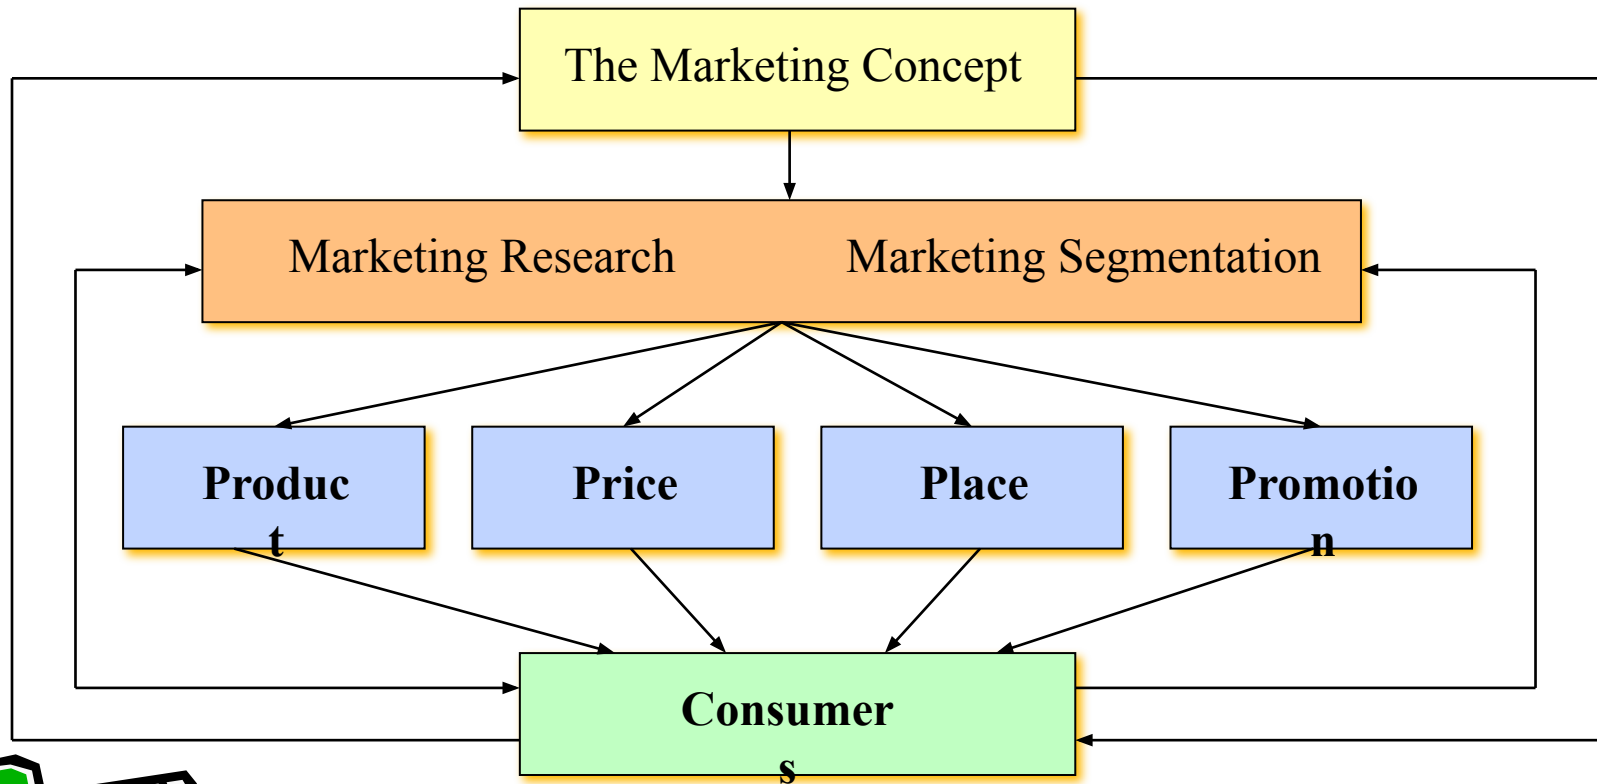 The Marketing Concept
Marketing Research Marketing Segmentation
Produc
t
Price
Place
Promotio
n
Consumer
s